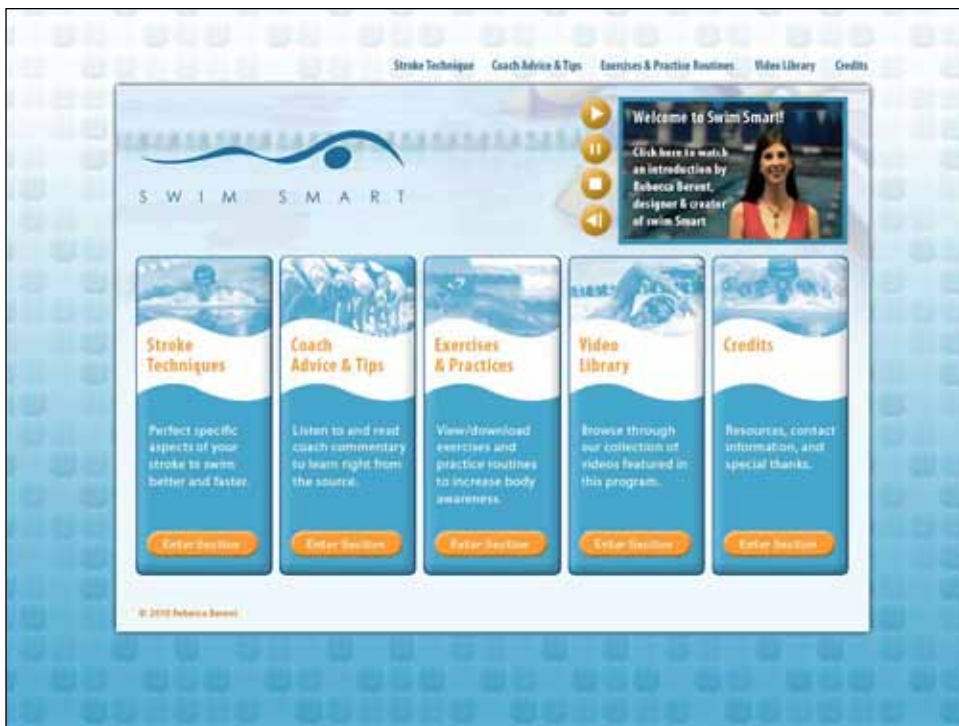 Stroke Technique Coach Advice & Tips Exercises & Practice Routines Video Library Credits
Welcome to Swim Smart!
Click here to watch
an introduction by
Rebecca Berent,
designer & creator
of swim Smart
SWIM SMART
Stroke
Techniques
Perfect specific
aspects of your
stroke to swim
better and faster.
Enter Section
Coach
Advice & Tips
Listen to and read
coach commentary
to learn right from
the source.
Enter Section
Exercises
& Practices
View/download
exercises and
practice routines
to increase body
awareness.
Enter Section
Video
Library
Browse through
our collection of
videos featured in
this program.
Enter Section
Credits
Resources, contact
information, and
special thanks.
Enter Section
© 2010 Rebecca Berent